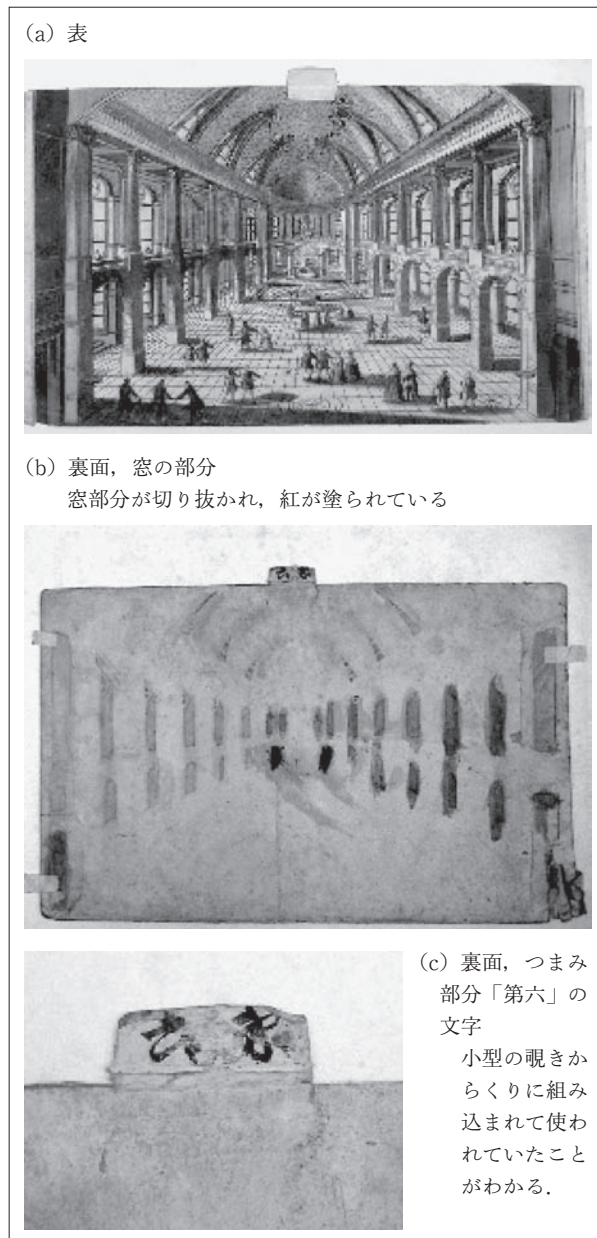 (a) 表
(b) 裏面，窓の部分
窓部分が切り抜かれ，紅が塗られている
(c) 裏面，つまみ
部分「第六」の
文字
小型の覗きか
らくりに組み
込まれて使わ
れていたこと
がわかる．